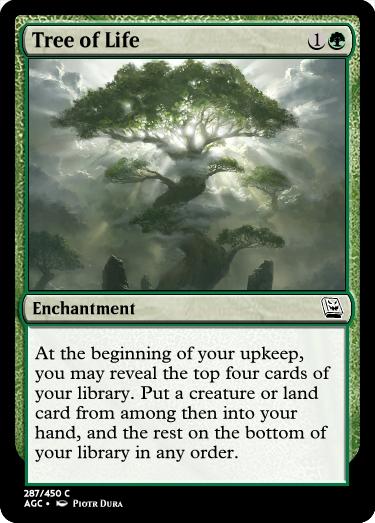 Tree of Life 1
Enchantment
At the beginning of your upkeep,
you may reveal the top four cards of
your library. Put a creature or land
card from among then into your
hand, and the rest on the bottom of
your library in any order.
287/450 C
AGC • Piotr Dura